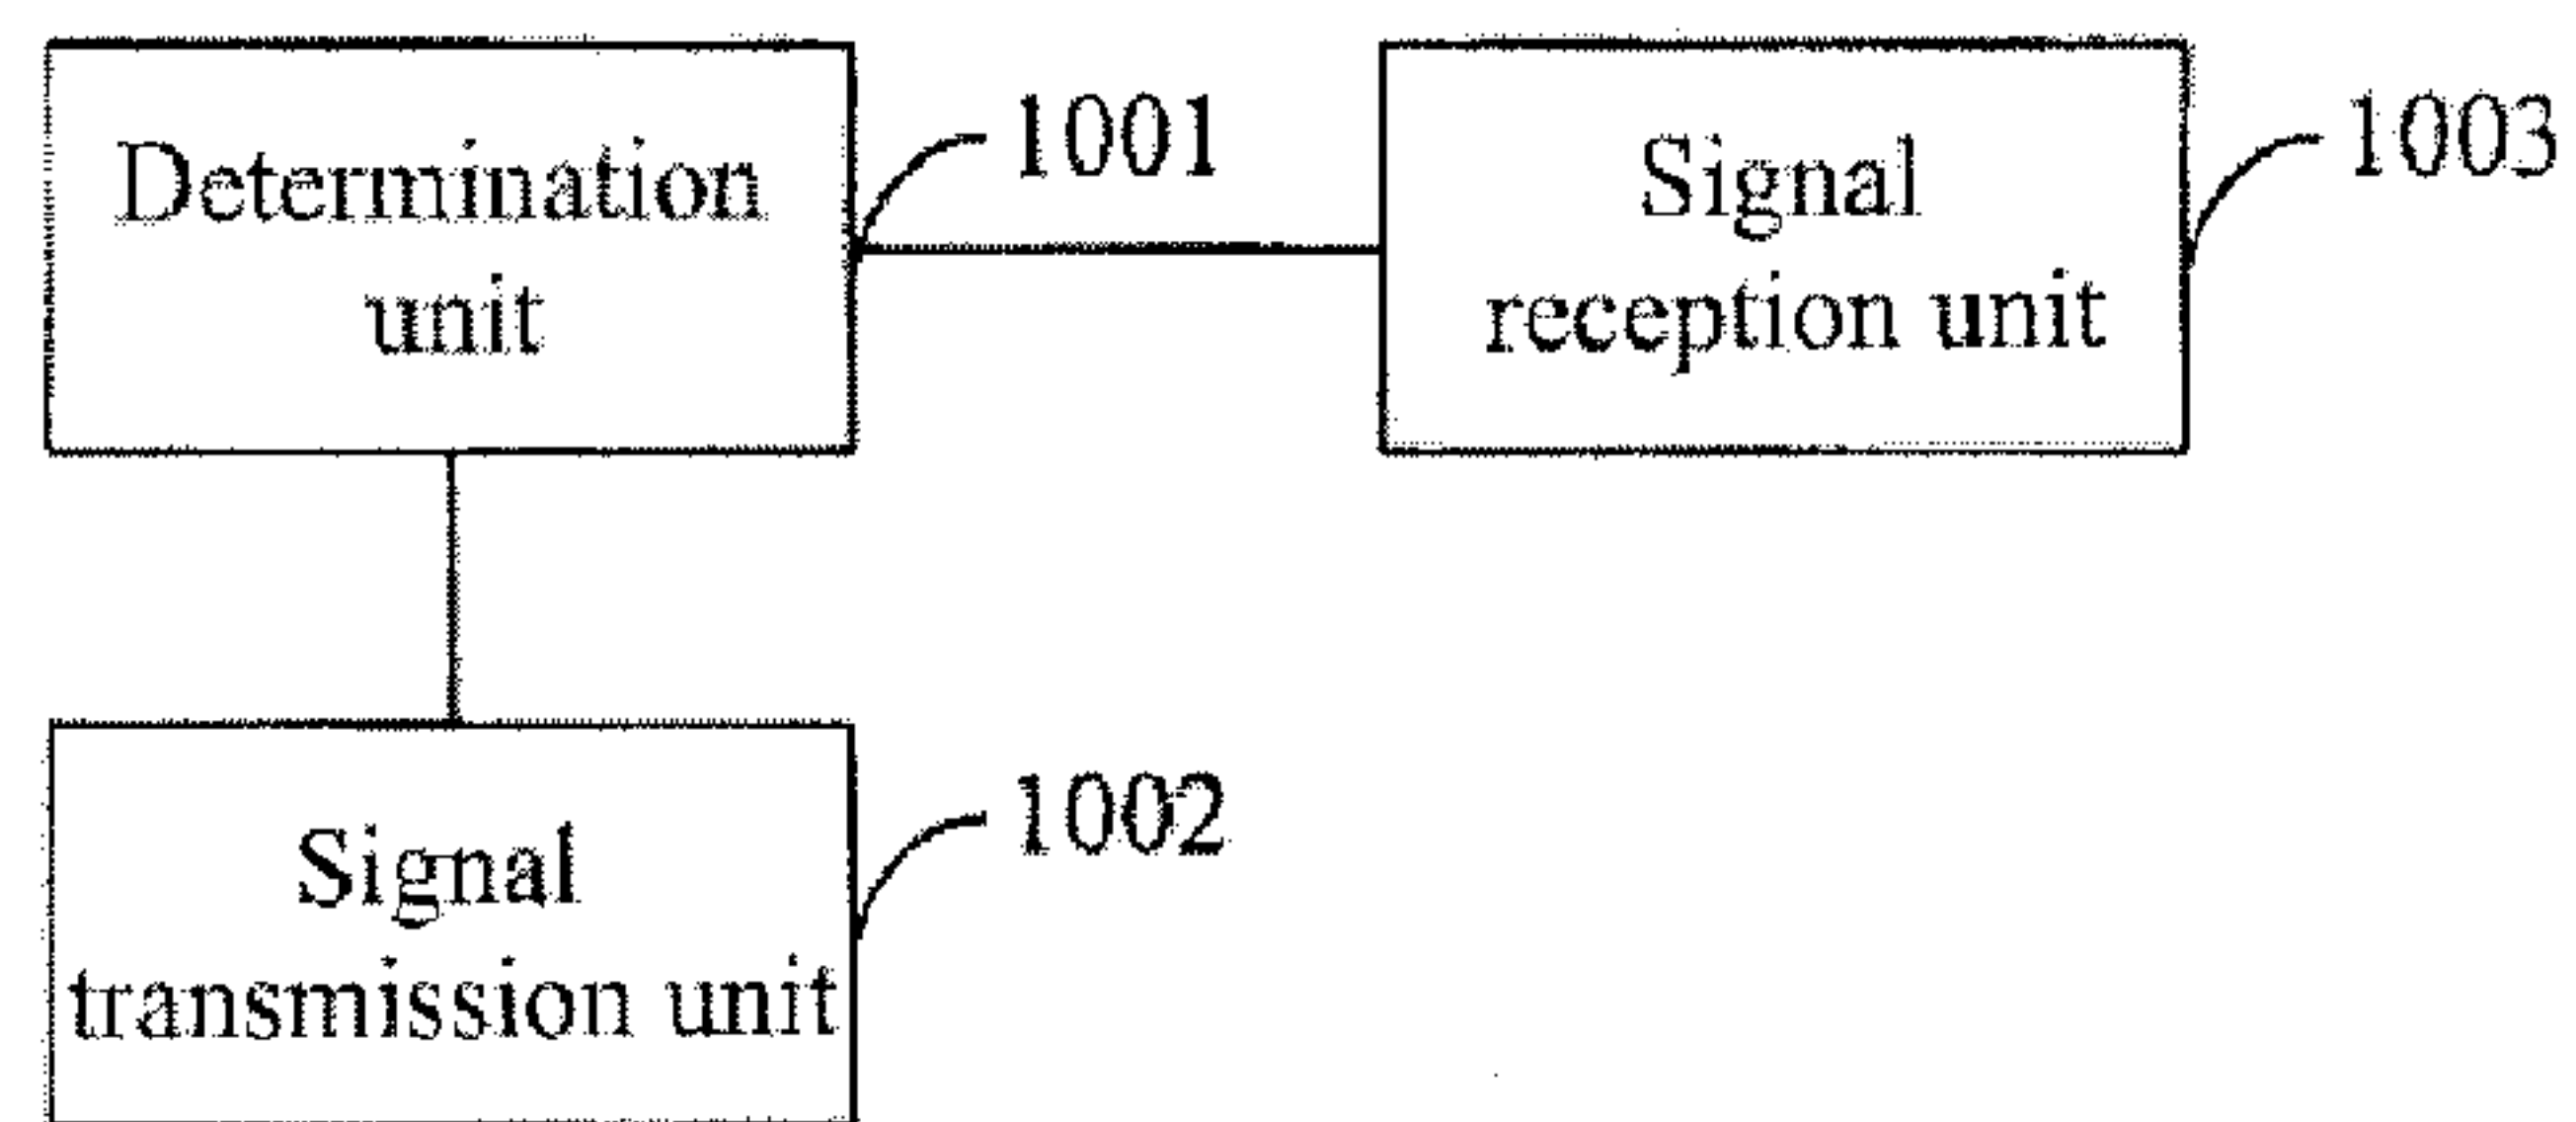 Determination
unit
1001
Signal
reception unit
1003
Signal
transmission unit
1002